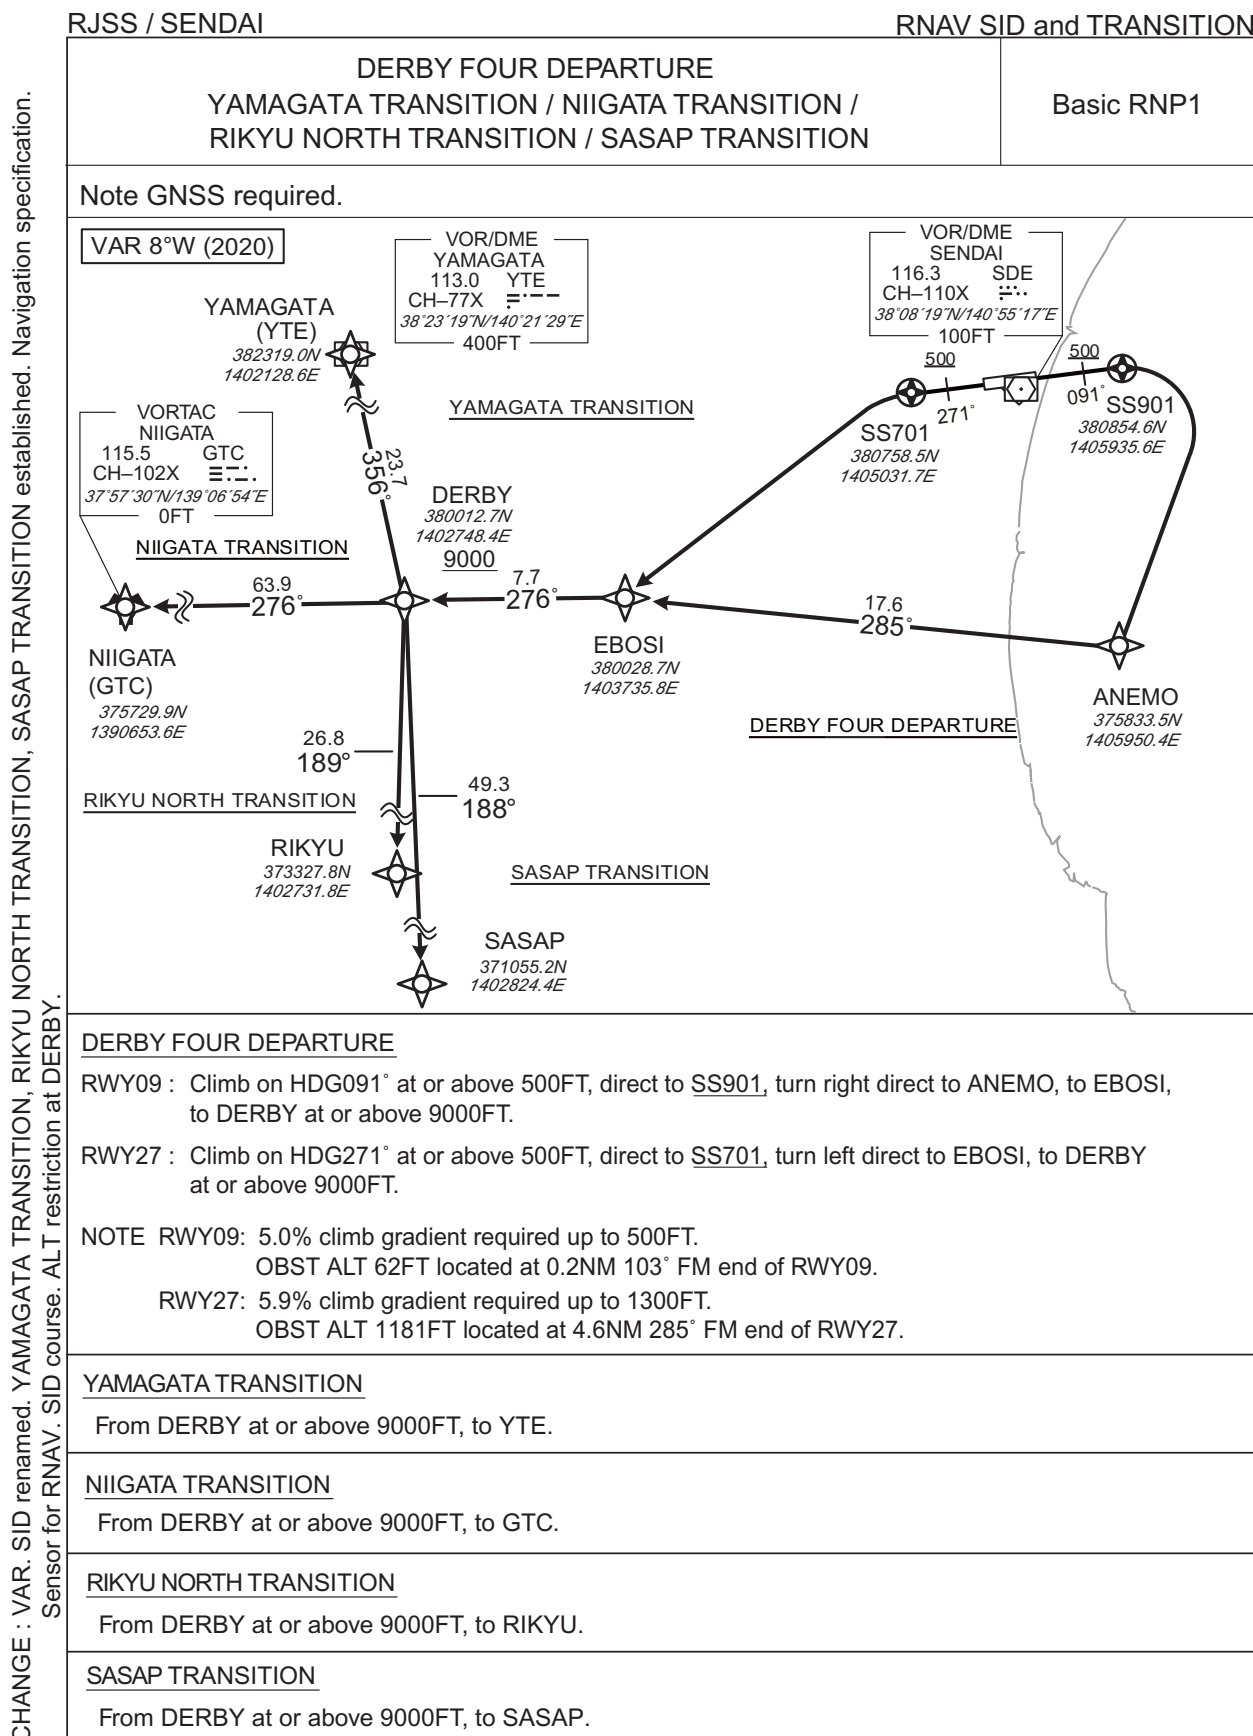 RJSS / SENDAI
RNAV SID and TRANSITION
DERBY FOUR DEPARTURE
YAMAGATA TRANSITION / NIIGATA TRANSITION /
RIKYU NORTH TRANSITION / SASAP TRANSITION
Basic RNP1
Note GNSS required.
VAR 8°W (2020)
VOR/DME
YAMAGATA
113.0 YTE
CH–77X
38°23´19˝N/140°21´29˝E
400FT
VOR/DME
SENDAI
116.3 SDE
CH–110X
38°08´19˝N/140°55´17˝E
100FT
YAMAGATA
(YTE)
382319.0N
1402128.6E
YAMAGATA TRANSITION
500
271°
500
091°
SS701
380758.5N
1405031.7E
SS901
380854.6N
1405935.6E
VORTAC
NIIGATA
115.5 GTC
CH–102X
37°57´30˝N/139°06´54˝E
0FT
23.7
356°
DERBY
380012.7N
1402748.4E
9000
NIIGATA TRANSITION
63.9
276°
7.7
276°
17.6
285°
NIIGATA
(GTC)
375729.9N
1390653.6E
EBOSI
380028.7N
1403735.8E
ANEMO
375833.5N
1405950.4E
DERBY FOUR DEPARTURE
26.8
189°
49.3
188°
RIKYU NORTH TRANSITION
RIKYU
373327.8N
1402731.8E
SASAP TRANSITION
SASAP
371055.2N
1402824.4E
DERBY FOUR DEPARTURE
RWY09 : Climb on HDG091° at or above 500FT, direct to SS901, turn right direct to ANEMO, to EBOSI,
to DERBY at or above 9000FT.
RWY27 : Climb on HDG271° at or above 500FT, direct to SS701, turn left direct to EBOSI, to DERBY
at or above 9000FT.
NOTE RWY09: 5.0% climb gradient required up to 500FT.
OBST ALT 62FT located at 0.2NM 103° FM end of RWY09.
RWY27: 5.9% climb gradient required up to 1300FT.
OBST ALT 1181FT located at 4.6NM 285° FM end of RWY27.
YAMAGATA TRANSITION
From DERBY at or above 9000FT, to YTE.
NIIGATA TRANSITION
From DERBY at or above 9000FT, to GTC.
RIKYU NORTH TRANSITION
From DERBY at or above 9000FT, to RIKYU.
SASAP TRANSITION
From DERBY at or above 9000FT, to SASAP.
CHANGE : VAR. SID renamed. YAMAGATA TRANSITION, RIKYU NORTH TRANSITION, SASAP TRANSITION established. Navigation specification.
Sensor for RNAV. SID course. ALT restriction at DERBY.